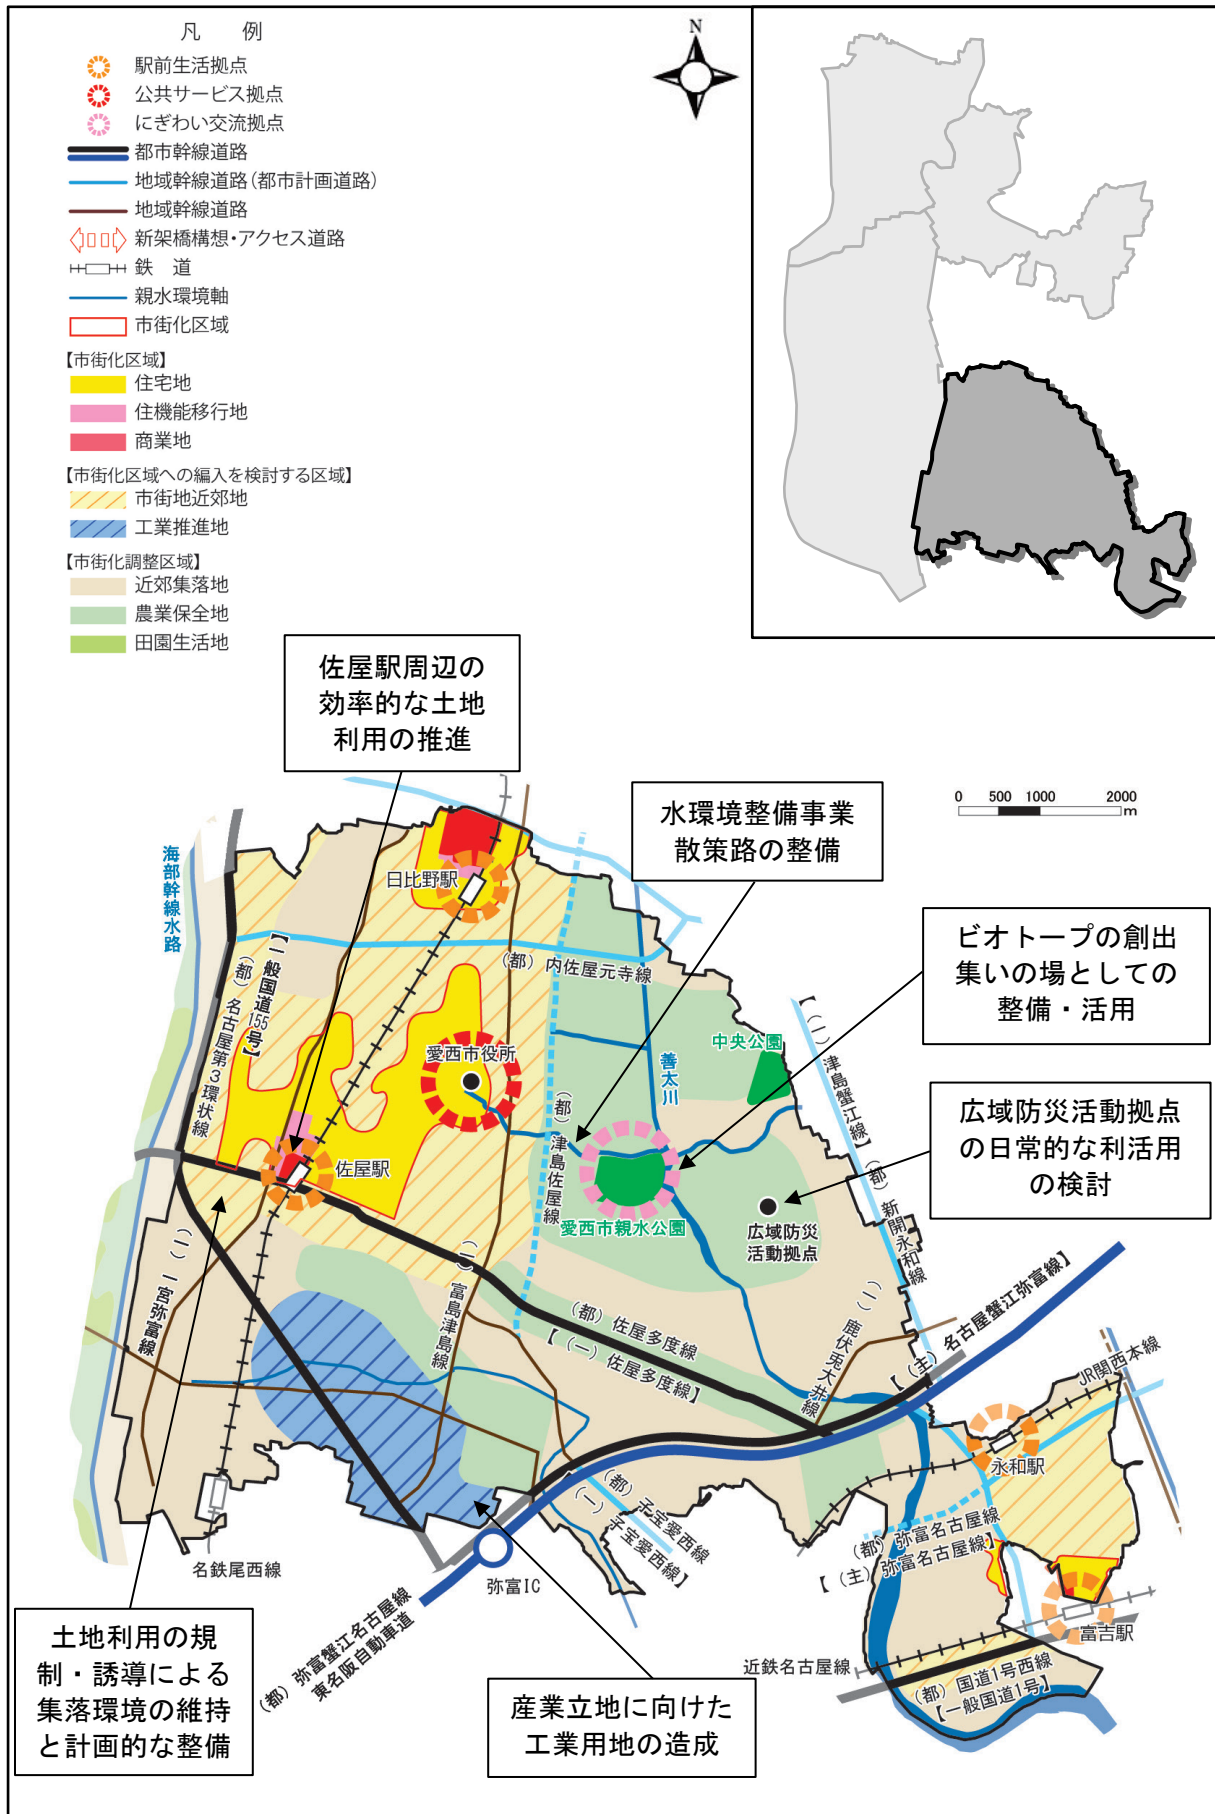 凡 例
駅前生活拠点
公共サービス拠点
にぎわい交流拠点
都市幹線道路
地域幹線道路(都市計画道路)
地域幹線道路
新架橋構想・アクセス道路
鉄 道
親水環境軸
市街化区域
【市街化区域】
住宅地
住機能移行地
商業地
【市街化区域への編入を検討する区域】
市街地近郊地
工業推進地
【市街化調整区域】
近郊集落地
農業保全地
田園生活地
N
佐屋駅周辺の
効率的な土地
利用の推進
水環境整備事業
散策路の整備
0 500 1000 2000
m
ビオトープの創出
集いの場としての
整備・活用
広域防災活動拠点
の日常的な利活用
の検討
海部幹線水路
日比野駅
【一般国道155号】
(都)名古屋第3環状線
(都)内佐屋元寺線
愛西市役所
中央公園
善太川
(都)津島佐屋線
【(一)津島蟹江線】
(都)新開永和線
佐屋駅
愛西市親水公園
広域防災
活動拠点
(一)一宮弥富線
(一)富島津島線
(都)佐屋多度線
【(一)佐屋多度線】
(一)鹿伏兎大井線
【(主)名古屋蟹江弥富線】
JR関西本線
永和駅
(都)子宝愛西線
(一)子宝愛西線】
(都)弥富名古屋線
【(主)弥富名古屋線】
名鉄尾西線
弥富IC
(都)弥富蟹江名古屋線
東名阪自動車道
富吉駅
近鉄名古屋線
(都)国道1号西線
【一般国道1号】
土地利用の規
制・誘導による
集落環境の維持
と計画的な整備
産業立地に向けた
工業用地の造成